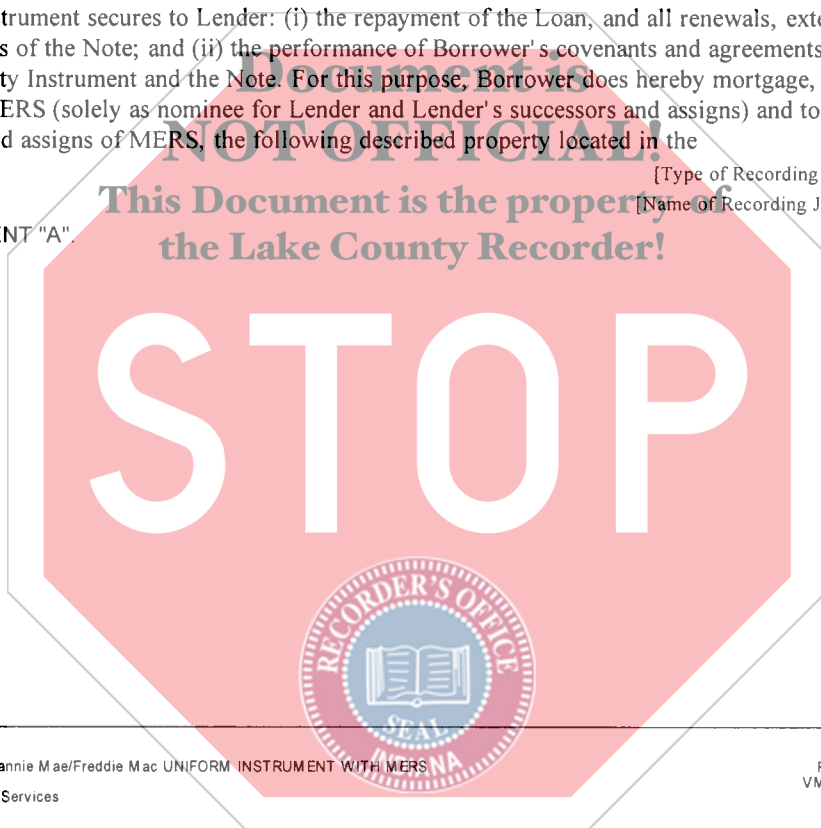 trument secures to Lender: (i) the repayment of the Loan, and all renewals, exte
s of the Note; and (ii) the performance of Borrower's covenants and agreements
Document is
ty Instrument and the Note. For this purpose, Borrower does hereby mortgage,
ERS (solely as nominee for Lender and Lender's successors and assigns) and to
NOT OFFICIAL!
d assigns of MERS, the following described property located in the
[Type of Recording
This Document is the property of
[Name of Recording J
NT "A".
the Lake County Recorder!
STOP
RECORDER'S OFFICE
SEAL
INDIANA
annie Mae/Freddie Mac UNIFORM INSTRUMENT WITH MERS
F
VM
Services